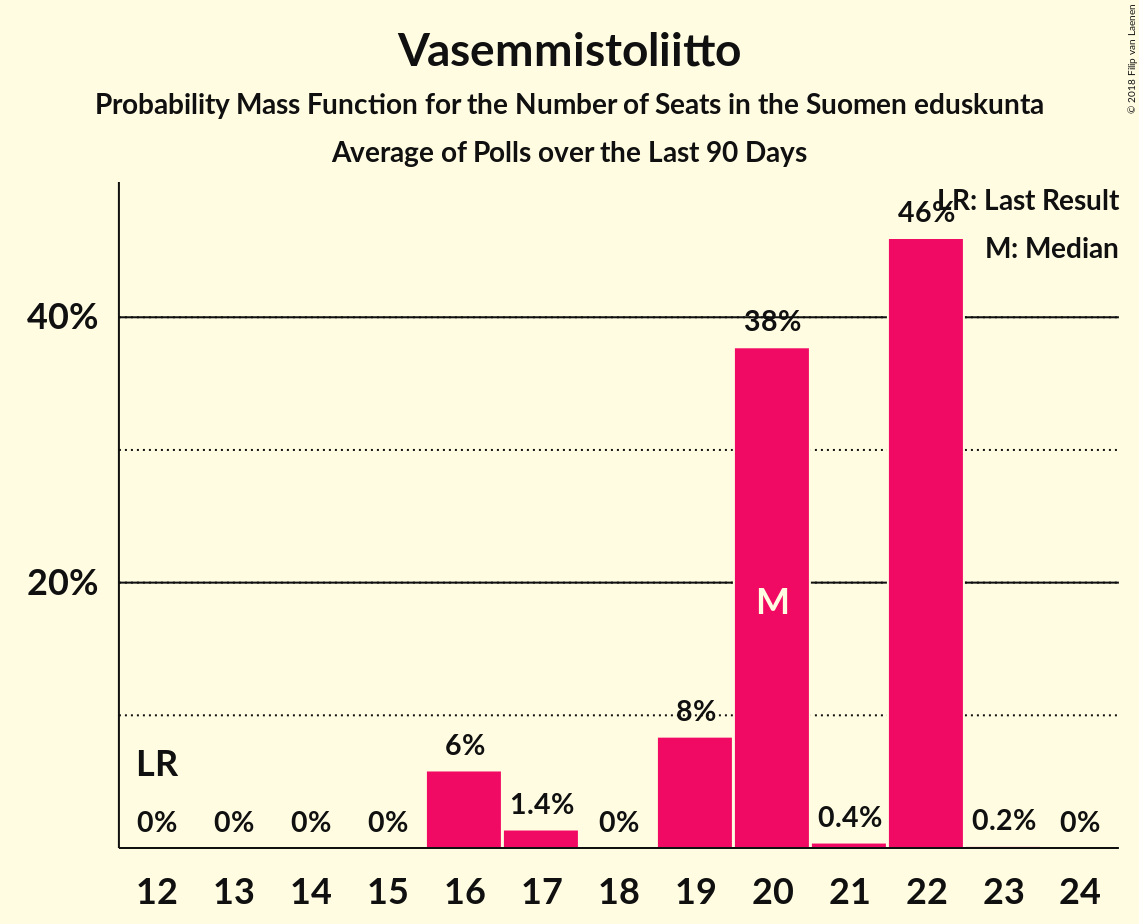 Vasemmistoliitto
Probability Mass Function for the Number of Seats in the Suomen eduskunta
Average of Polls over the Last 90 Days
© 2018 Filip van Laenen
LR: Last Result
M: Median
46%
40%
38%
20%
M
8%
6%
LR
1.4%
0% 0% 0% 0% 0% 0.4% 0.2% 0%
12 13 14 15 16 17 18 19 20 21 22 23 24